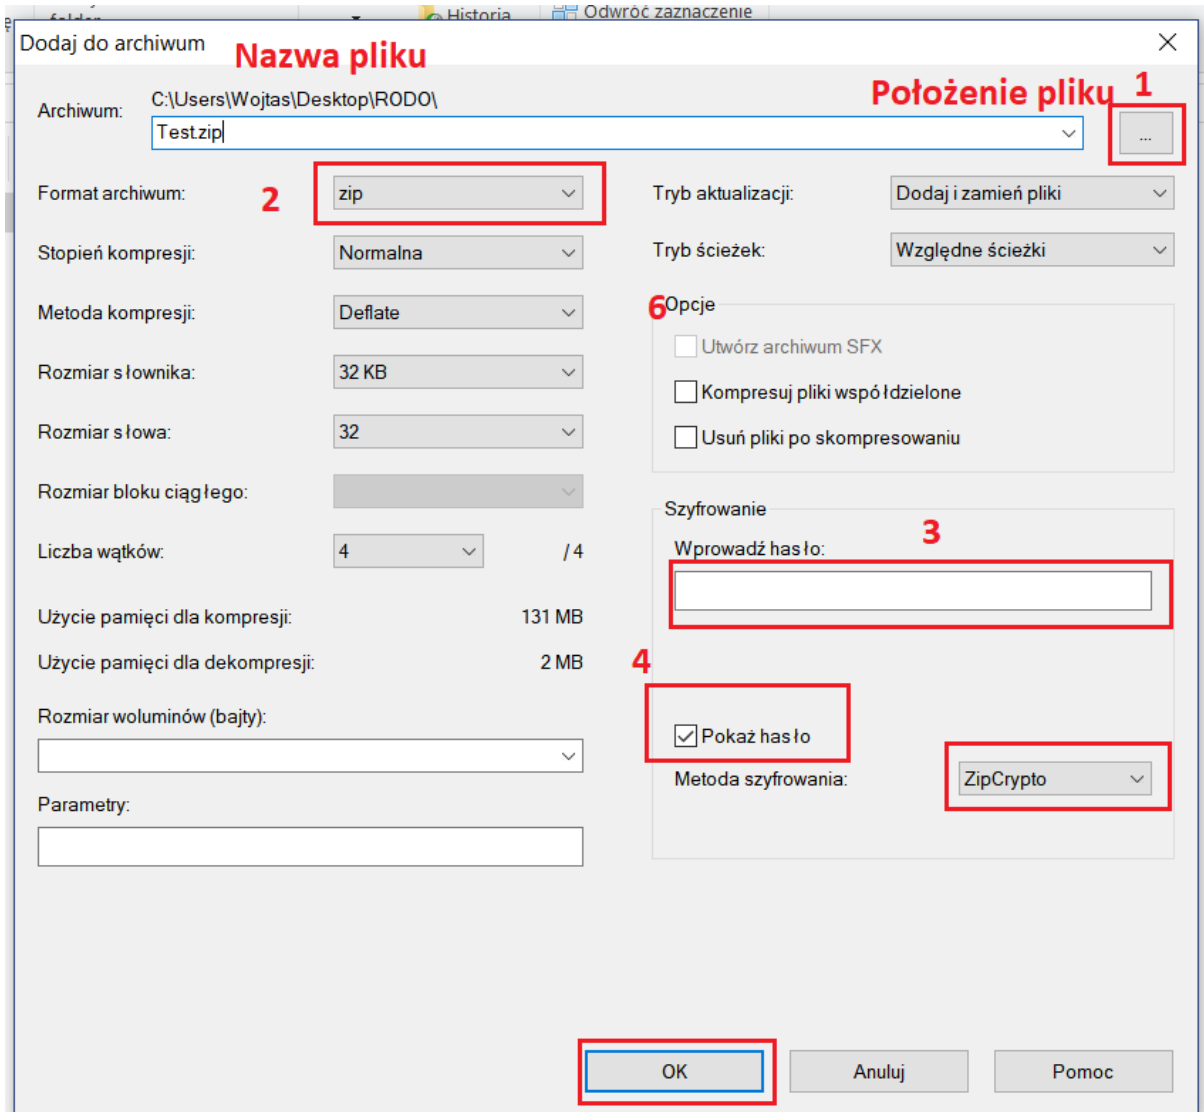 Historia
Odwróć zaznaczenie
Dodaj do archiwum
Nazwa pliku
Archiwum:
C:\Users\Wojtas\Desktop\RODO\
Położenie pliku 1
Test.zip
...
Format archiwum:
2
zip
Tryb aktualizacji:
Dodaj i zamień pliki
Stopień kompresji:
Normalna
Tryb ścieżek:
Względne ścieżki
Metoda kompresji:
Deflate
6
Opcje
Utwórz archiwum SFX
Rozmiar słownika:
32 KB
Kompresuj pliki współdzielone
Rozmiar słowa:
32
Usuń pliki po skompresowaniu
Rozmiar bloku ciągłego:
Szyfrowanie
Liczba wątków:
4
/ 4
Wprowadź hasło:
3
Użycie pamięci dla kompresji:
131 MB
Użycie pamięci dla dekompresji:
2 MB
4
Rozmiar woluminów (bajty):
Pokaż hasło
Metoda szyfrowania:
ZipCrypto
Parametry:
OK
Anuluj
Pomoc